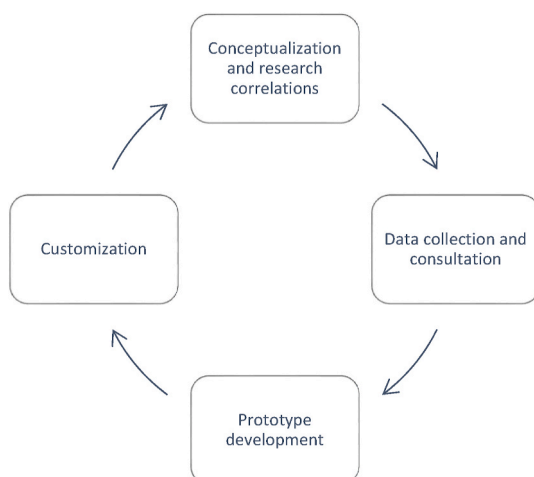 Conceptualization
and research
correlations
Data collection and
consultation
Prototype
development
Customization